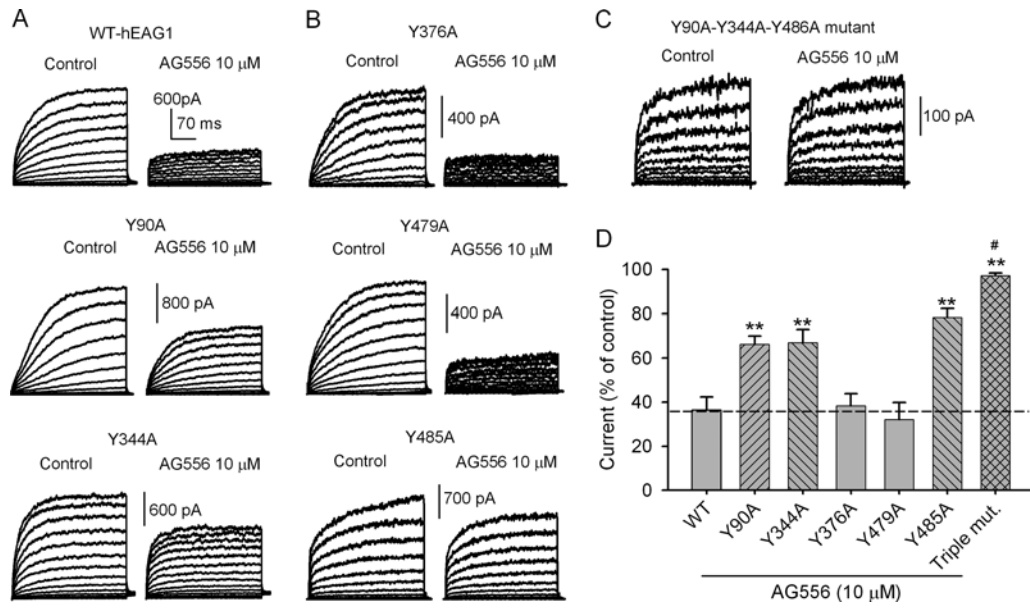 A
WT-hEAG1
Control
AG556 10 μM
600pA
70 ms
Y90A
Control
AG556 10 μM
800 pA
Y344A
Control
AG556 10 μM
600 pA
B
Y376A
Control
AG556 10 μM
400 pA
Y479A
Control
AG556 10 μM
400 pA
Y485A
Control
AG556 10 μM
700 pA
C
Y90A-Y344A-Y486A mutant
Control
AG556 10 μM
100 pA
D
Current (% of control)
100
80
60
40
20
0
**
**
**
#
**
WT
Y90A
Y344A
Y376A
Y479A
Y485A
Triple mut.
AG556 (10 μM)